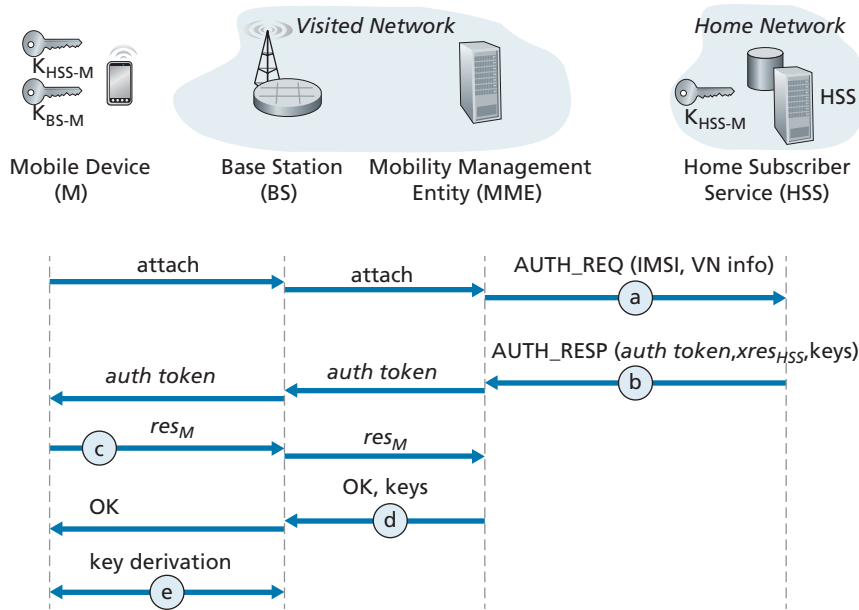 Visited Network
Home Network
K_HSS-M
K_BS-M
K_HSS-M
HSS
Mobile Device
(M)
Base Station
(BS)
Mobility Management
Entity (MME)
Home Subscriber
Service (HSS)
attach
attach
AUTH_REQ (IMSI, VN info)
a
AUTH_RESP (auth token,xres_HSS,keys)
auth token
auth token
b
res_M
c
res_M
OK, keys
OK
d
key derivation
e